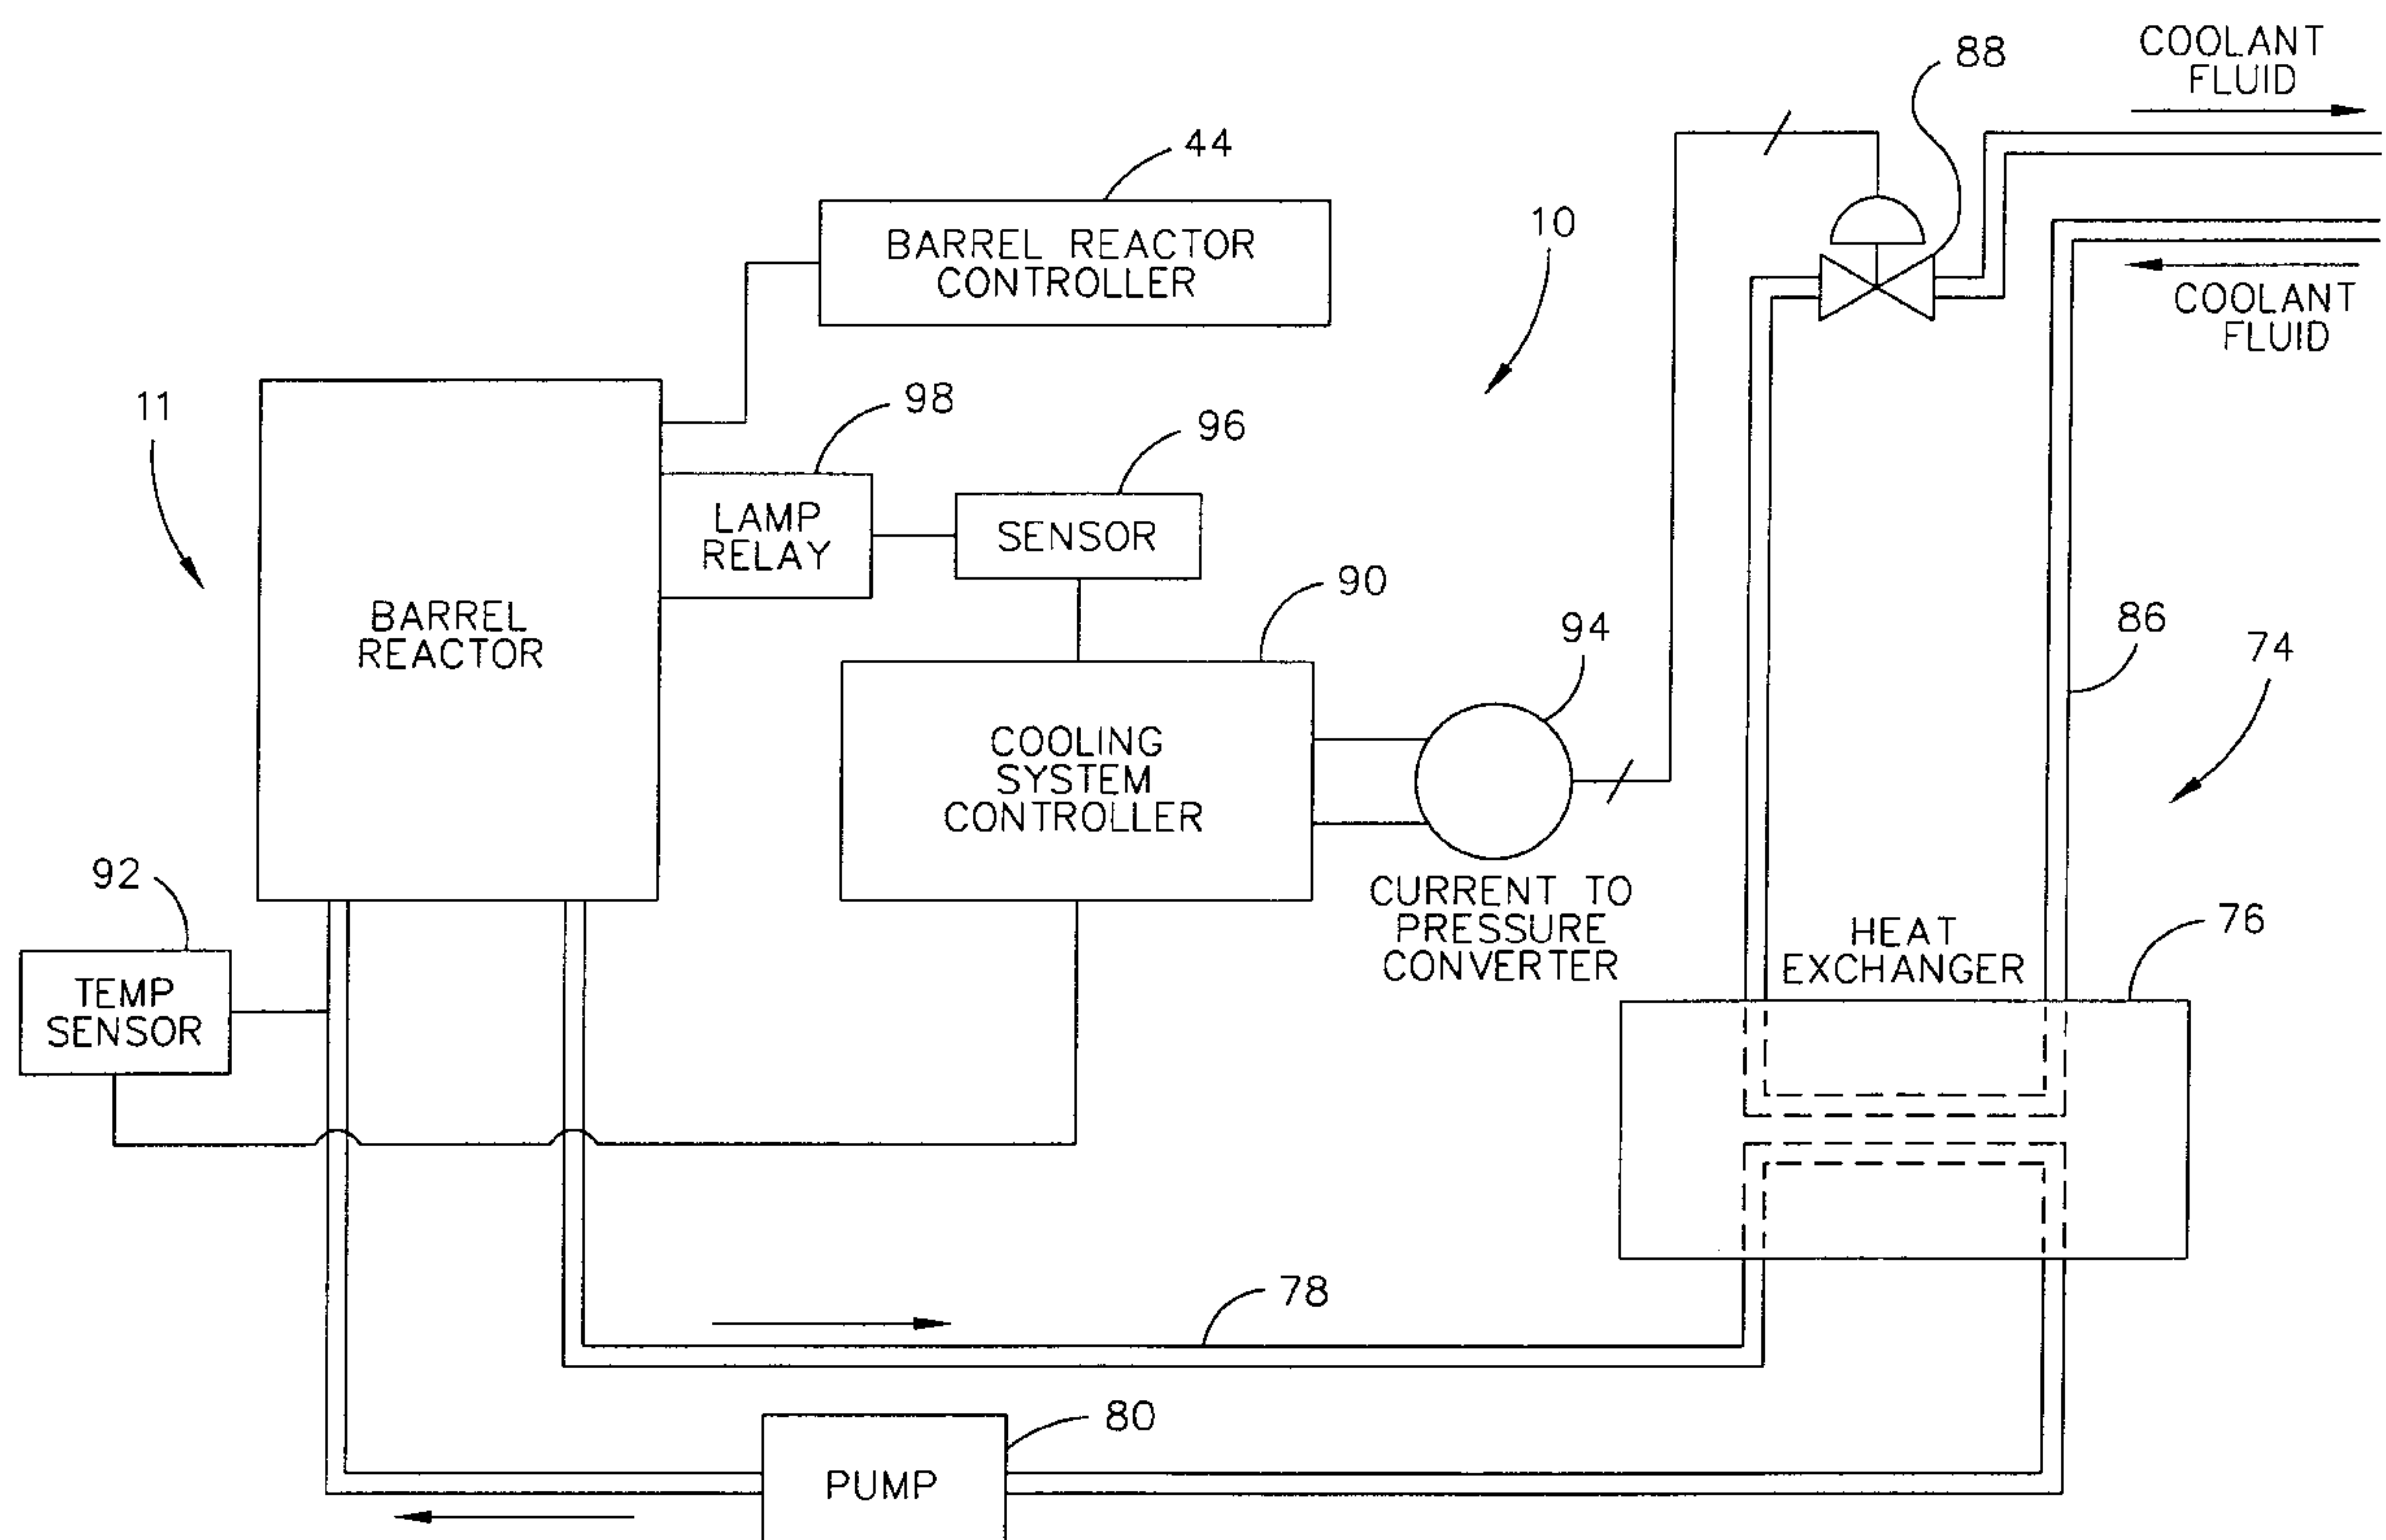 COOLANT
FLUID
88
44
10
BARREL REACTOR
CONTROLLER
COOLANT
FLUID
11
98
96
LAMP
RELAY
SENSOR
90
BARREL
REACTOR
94
86
74
COOLING
SYSTEM
CONTROLLER
92
CURRENT TO
PRESSURE
CONVERTER
HEAT
EXCHANGER
76
TEMP
SENSOR
78
80
PUMP